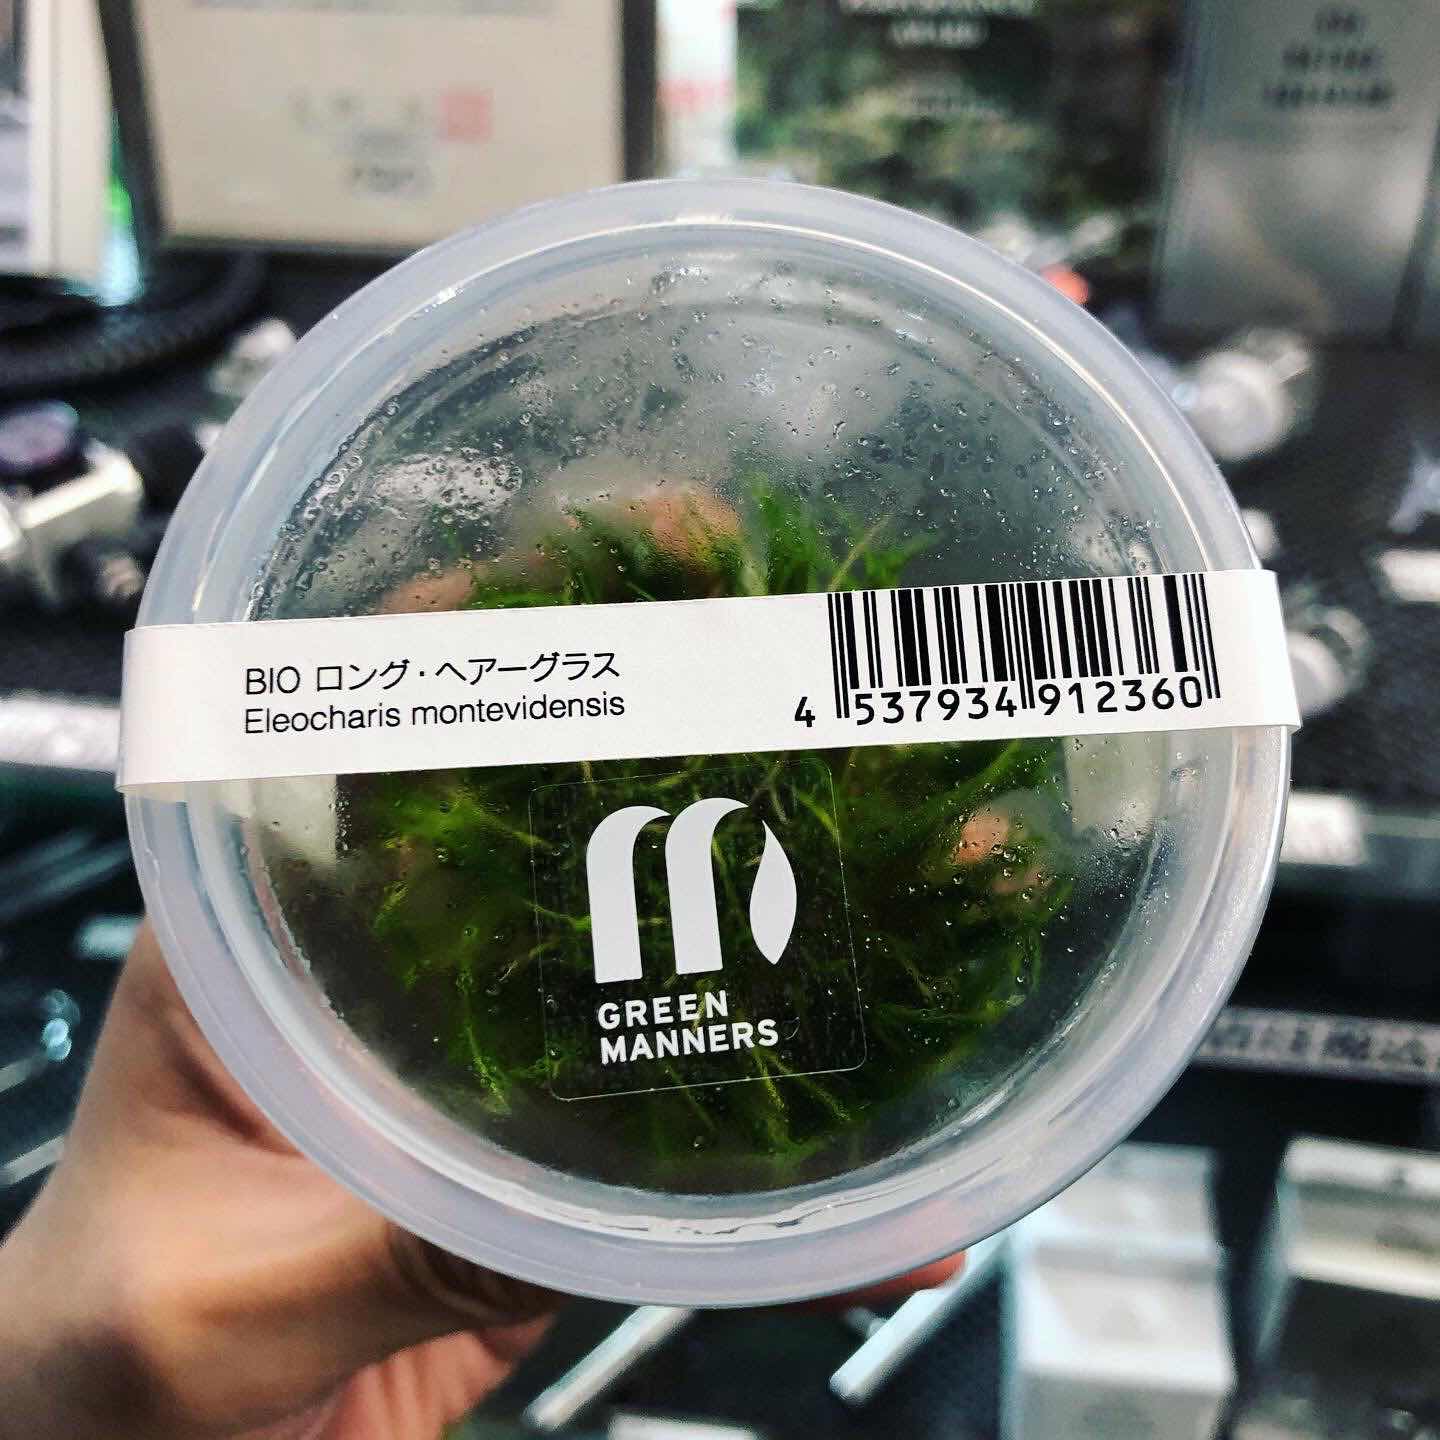 BIO ロング・ヘアーグラス
Eleocharis montevidensis
4 537934 912360
GREEN
MANNERS